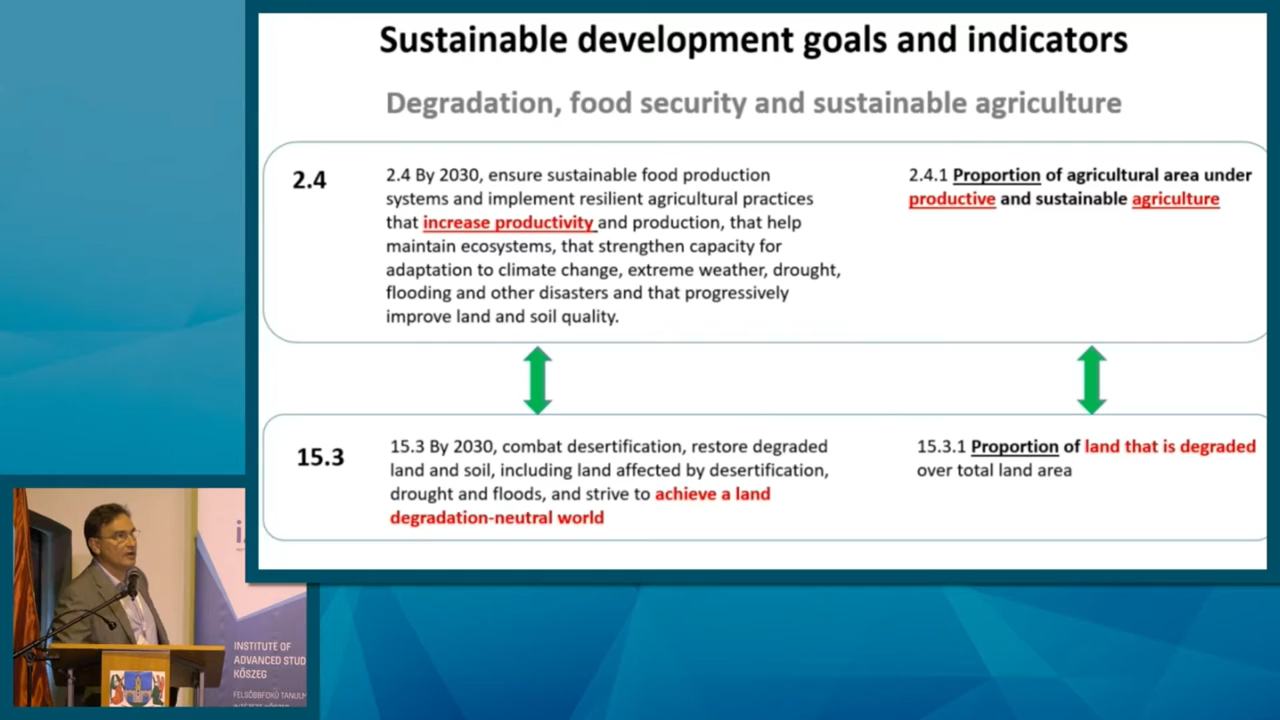 Sustainable development goals and indicators
Degradation, food security and sustainable agriculture
2.4
2.4 By 2030, ensure sustainable food production
systems and implement resilient agricultural practices
that increase productivity and production, that help
maintain ecosystems, that strengthen capacity for
adaptation to climate change, extreme weather, drought,
flooding and other disasters and that progressively
improve land and soil quality.
2.4.1 Proportion of agricultural area under
productive and sustainable agriculture
15.3
15.3 By 2030, combat desertification, restore degraded
land and soil, including land affected by desertification,
drought and floods, and strive to achieve a land
degradation-neutral world
15.3.1 Proportion of land that is degraded
over total land area
INSTITUTE OF
ADVANCED STUD
KŐSZEG
FELSŐBBFOKÚ TANULM